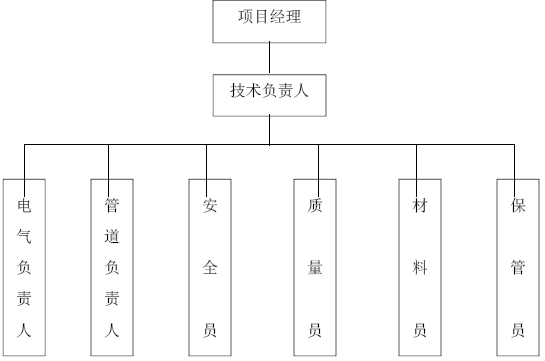 项目经理
技术负责人
电气负责人
管道负责人
安全员
质量员
材料员
保管员